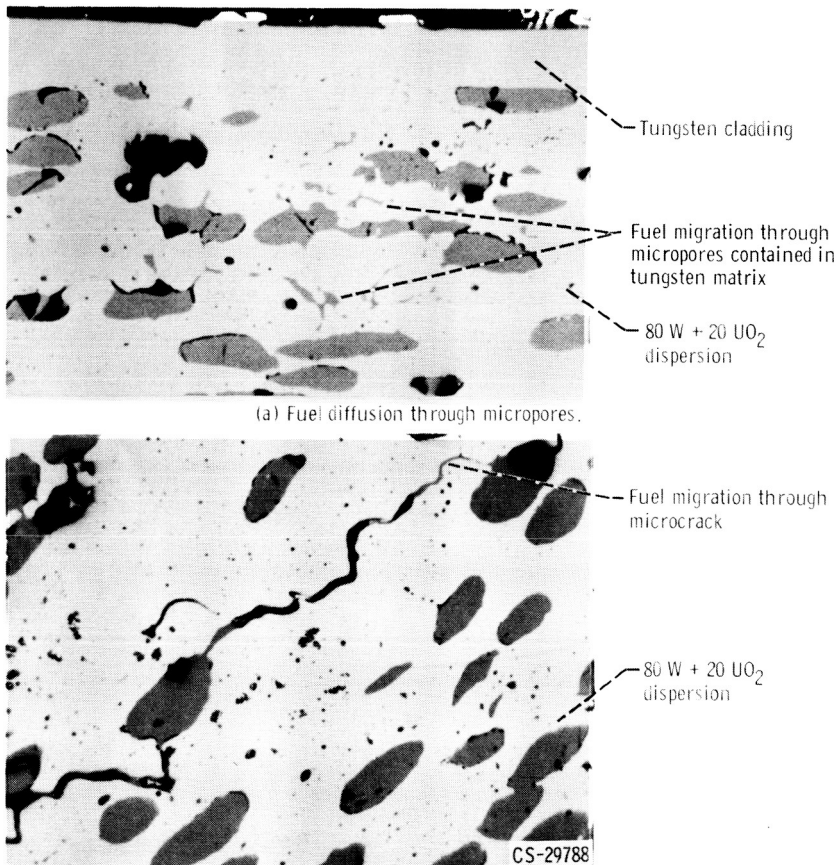 Tungsten cladding
Fuel migration through
micropores contained in
tungsten matrix
80 W + 20 UO₂
dispersion
(a) Fuel diffusion through micropores.
Fuel migration through
microcrack
80 W + 20 UO₂
dispersion
CS-29788